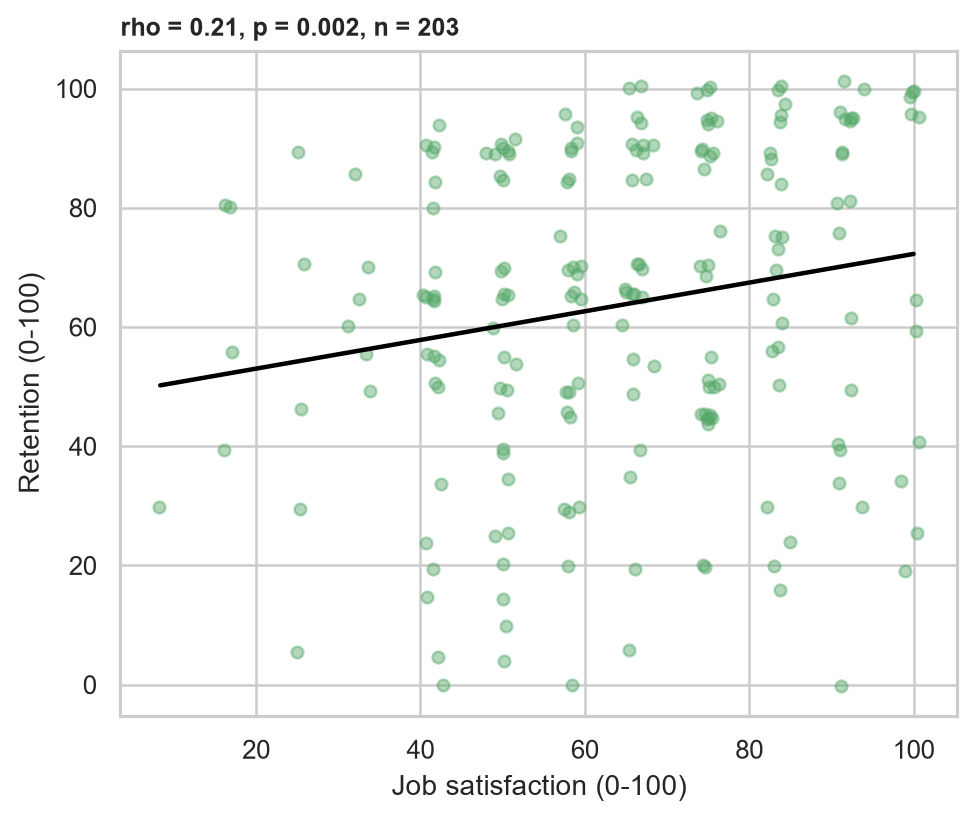 rho = 0.21, p = 0.002, n = 203
100
80
60
40
20
0
Retention (0-100)
20 40 60 80 100
Job satisfaction (0-100)